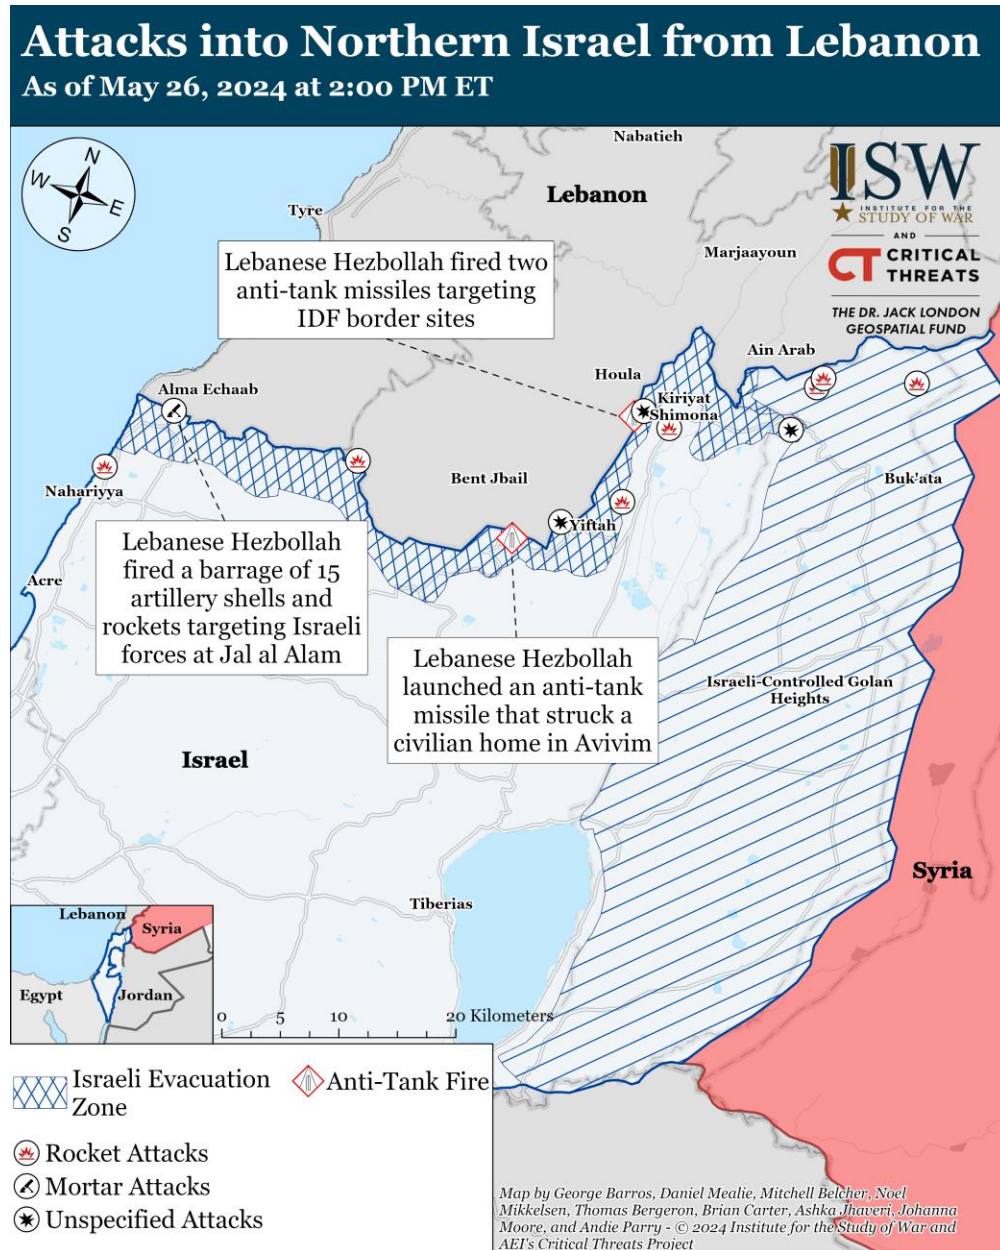 Attacks into Northern Israel from Lebanon
As of May 26, 2024 at 2:00 PM ET
N
W
E
S
Nabatieh
Lebanon
Tyre
ISW
INSTITUTE FOR THE
STUDY OF WAR
AND
CT CRITICAL
THREATS
THE DR. JACK LONDON
GEOSPATIAL FUND
Marjaayoun
Lebanese Hezbollah fired two
anti-tank missiles targeting
IDF border sites
Ain Arab
Houla
Alma Echaab
Kiriyat
Shimona
Bent Jbail
Buk'ata
Nahariyya
Yiftah
Lebanese Hezbollah
fired a barrage of 15
artillery shells and
rockets targeting Israeli
forces at Jal al Alam
Acre
Lebanese Hezbollah
launched an anti-tank
missile that struck a
civilian home in Avivim
Israeli-Controlled Golan
Heights
Israel
Syria
Tiberias
Lebanon
Syria
Egypt
Jordan
0 5 10 20 Kilometers
Israeli Evacuation
Zone
Anti-Tank Fire
Rocket Attacks
Mortar Attacks
Unspecified Attacks
Map by George Barros, Daniel Mealie, Mitchell Belcher, Noel
Mikkelsen, Thomas Bergeron, Brian Carter, Ashka Jhaveri, Johanna
Moore, and Andie Parry - © 2024 Institute for the Study of War and
AEI's Critical Threats Project